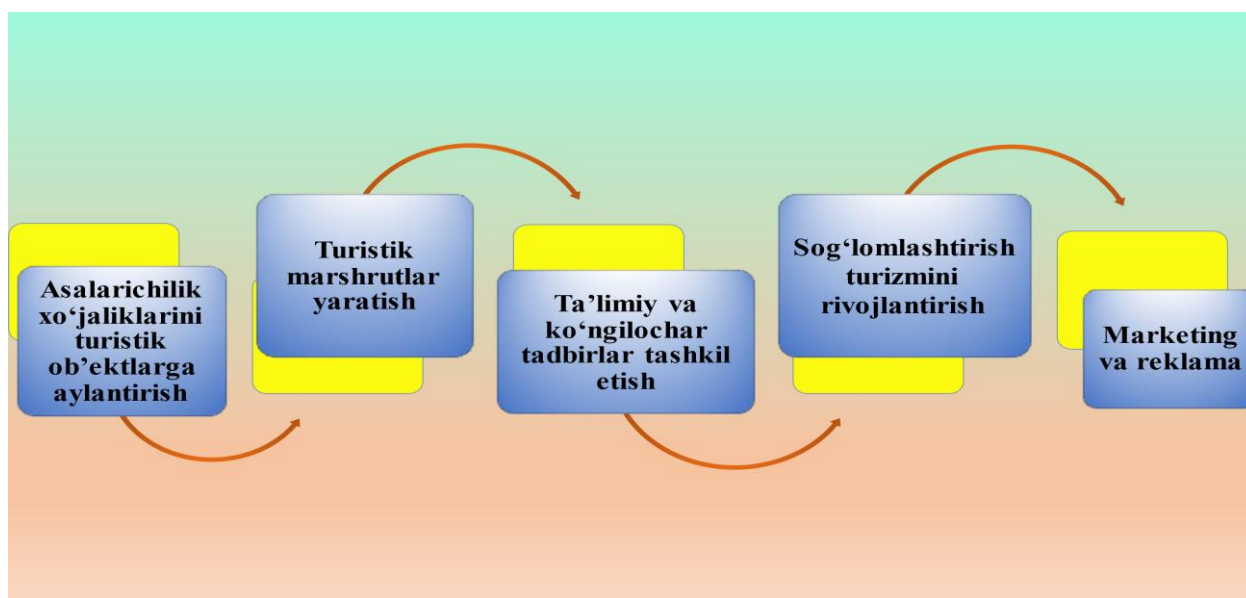 Asalarichilik
xo‘jaliklarini
turistik
ob’ektlarga
aylantirish
Turistik
marshrutlar
yaratish
Ta’limiy va
ko‘ngilochar
tadbirlar tashkil
etish
Sog‘lomlashtirish
turizmini
rivojlantirish
Marketing
va reklama